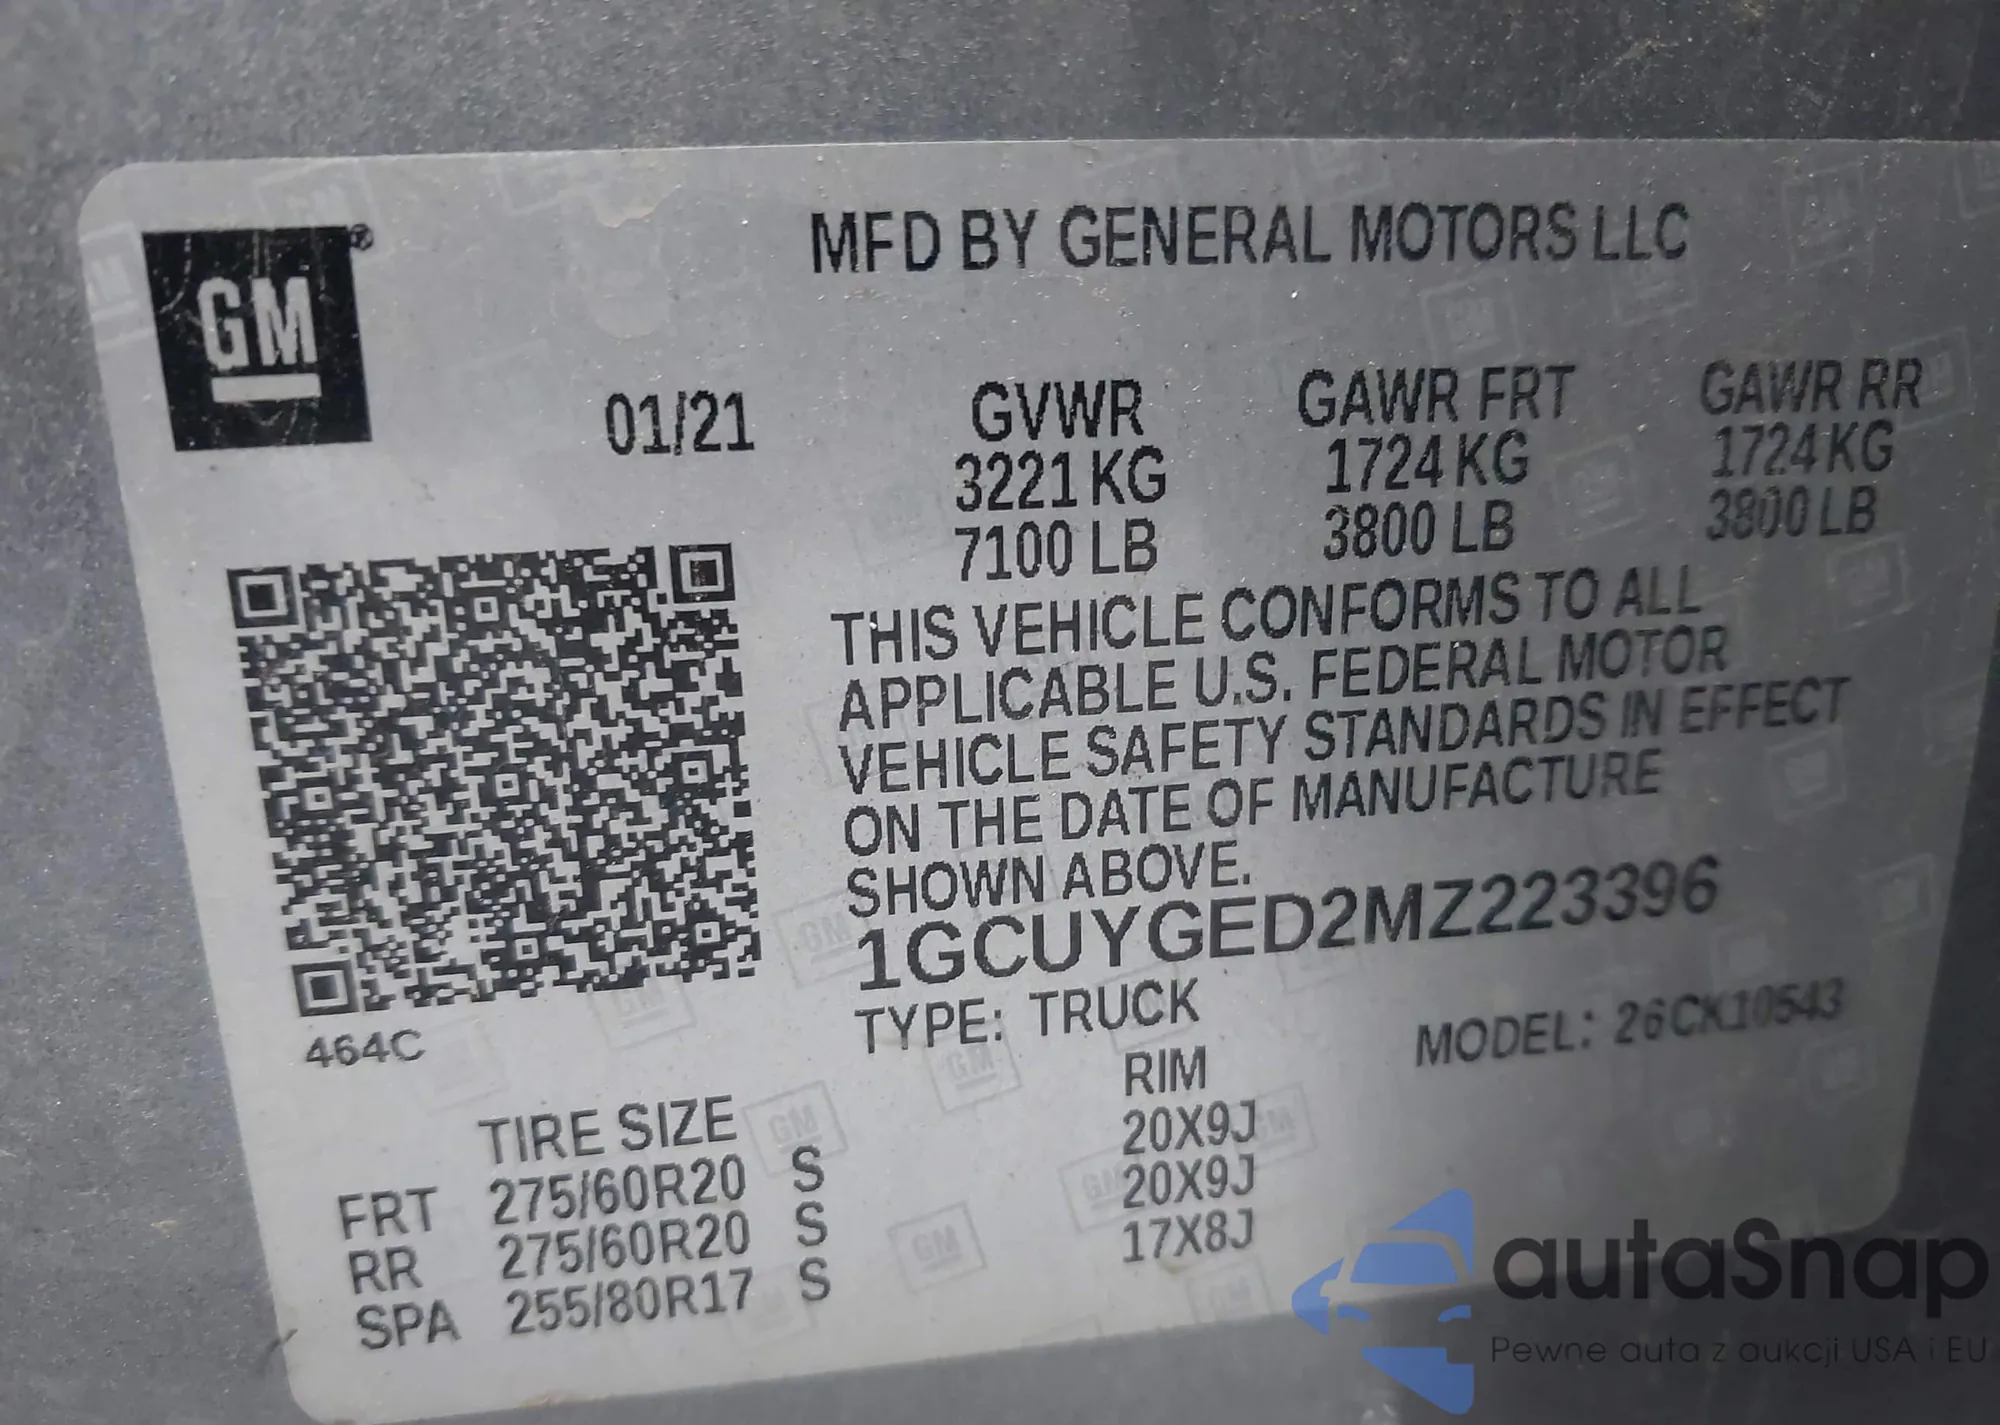 GM®
MFD BY GENERAL MOTORS LLC
01/21
GVWR GAWR FRT GAWR RR
3221 KG 1724 KG 1724 KG
7100 LB 3800 LB 3800 LB
THIS VEHICLE CONFORMS TO ALL
APPLICABLE U.S. FEDERAL MOTOR
VEHICLE SAFETY STANDARDS IN EFFECT
ON THE DATE OF MANUFACTURE
SHOWN ABOVE.
1GCUYGED2MZ223396
464C
TYPE: TRUCK MODEL: 26CK10543
TIRE SIZE RIM
FRT 275/60R20 S 20X9J
RR 275/60R20 S 20X9J
SPA 255/80R17 S 17X8J
autaSnap
Pewne auta z aukcji USA i EU